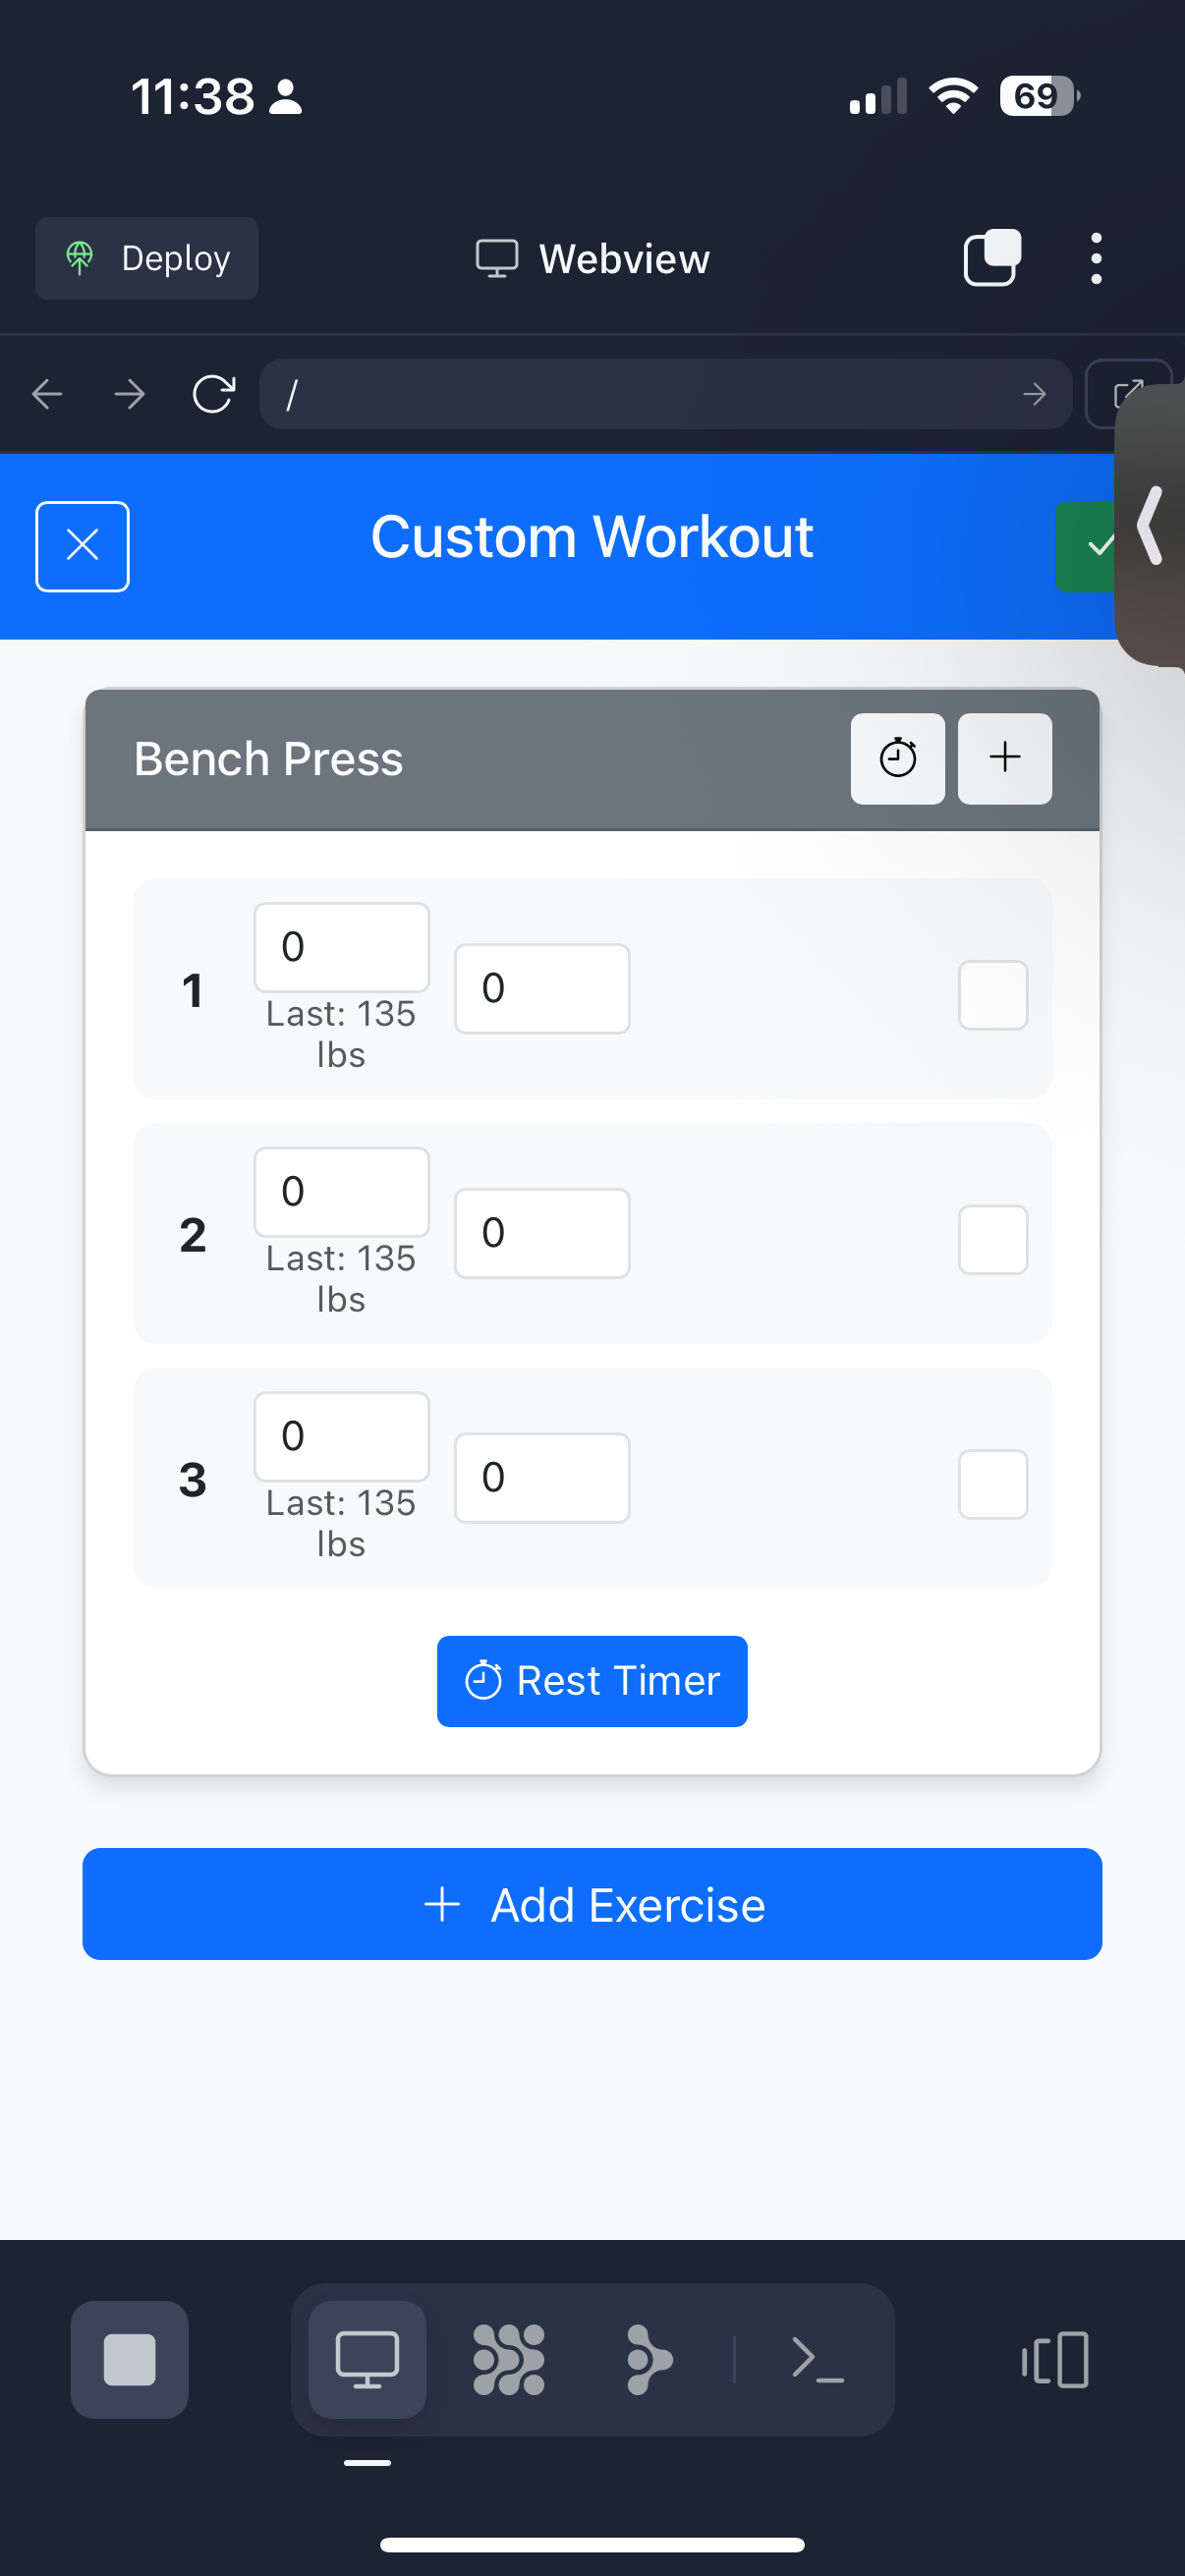 11:38
69
Deploy
Webview
/
Custom Workout
Bench Press
1
0
0
Last: 135
lbs
2
0
0
Last: 135
lbs
3
0
0
Last: 135
lbs
Rest Timer
Add Exercise